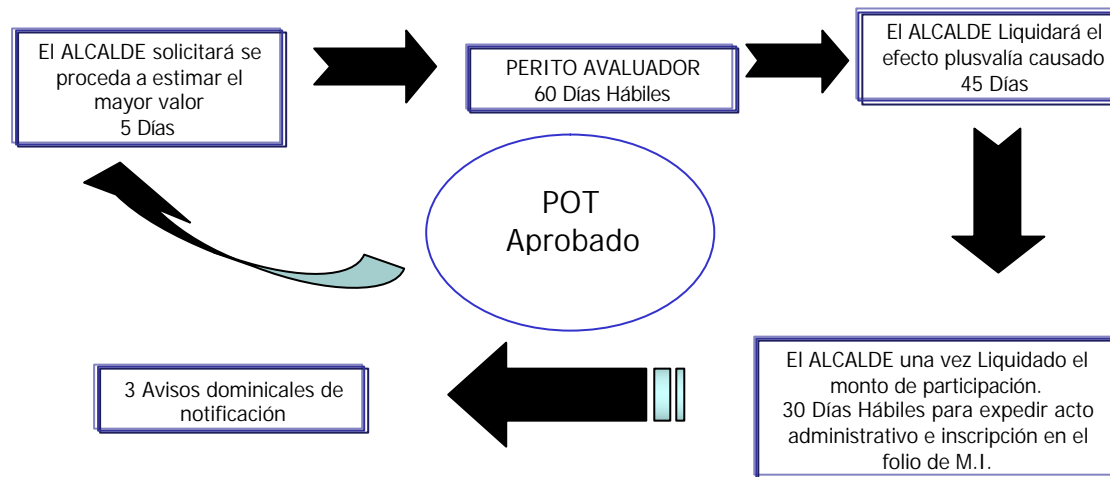 El ALCALDE solicitará se
proceda a estimar el
mayor valor
5 Días
PERITO AVALUADOR
60 Días Hábiles
El ALCALDE Liquidará el
efecto plusvalía causado
45 Días
POT
Aprobado
3 Avisos dominicales de
notificación
El ALCALDE una vez Liquidado el
monto de participación.
30 Días Hábiles para expedir acto
administrativo e inscripción en el
folio de M.I.